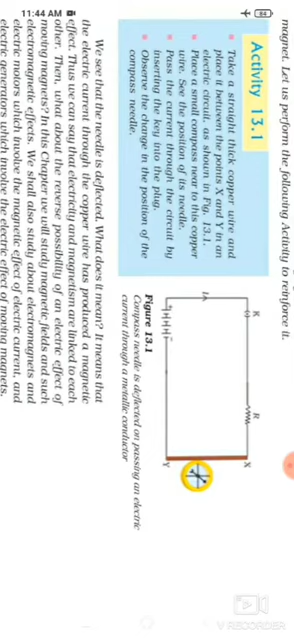 11:44 AM
84
magnet. Let us perform the following Activity to reinforce it.
Activity 13.1
Take a straight thick copper wire and
place it between the points X and Y in an
electric circuit, as shown in Fig. 13.1.
Place a small compass near to this copper
wire. See the position of its needle.
Pass the current through the circuit by
inserting the key into the plug.
Observe the change in the position of the
compass needle.
K
R
X
A
Y
Figure 13.1
Compass needle is deflected on passing an electric
current through a metallic conductor
We see that the needle is deflected. What does it mean? It means that
the electric current through the copper wire has produced a magnetic
effect. Thus we can say that electricity and magnetism are linked to each
other. Then, what about the reverse possibility of an electric effect of
moving magnets? In this Chapter we will study magnetic fields and such
electromagnetic effects. We shall also study about electromagnets and
electric motors which involve the magnetic effect of electric current, and
electric generators which involve the electric effect of moving magnets.
V RECORDER